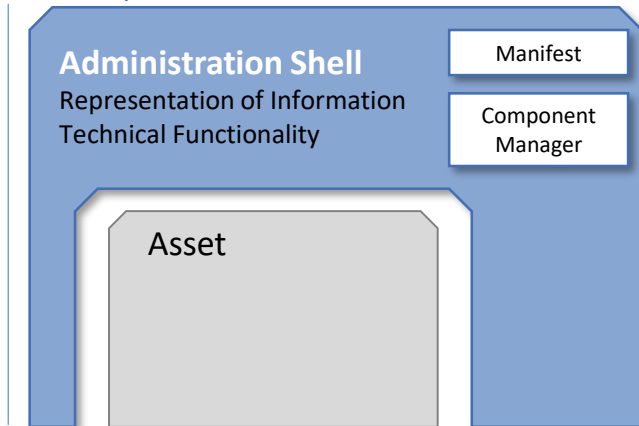 Administration Shell
Representation of Information
Technical Functionality
Manifest
Component
Manager
Asset